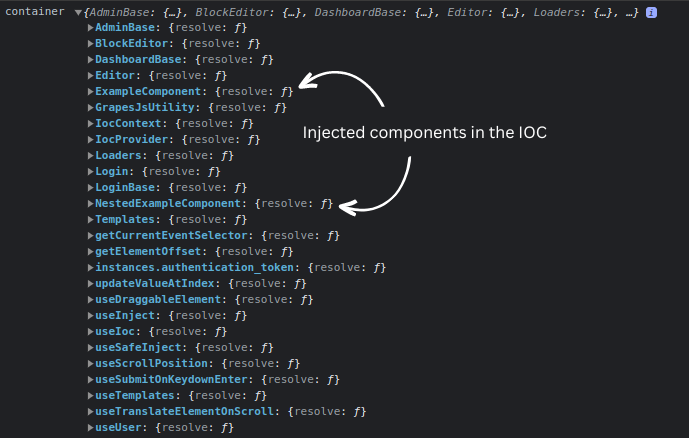 container ▼{AdminBase: {…}, BlockEditor: {…}, DashboardBase: {…}, Editor: {…}, Loaders: {…}, …} i
▶AdminBase: {resolve: ƒ}
▶BlockEditor: {resolve: ƒ}
▶DashboardBase: {resolve: ƒ}
▶Editor: {resolve: ƒ}
▶ExampleComponent: {resolve: ƒ}
▶GrapesJsUtility: {resolve: ƒ}
▶IocContext: {resolve: ƒ}
Injected components in the IOC
▶IocProvider: {resolve: ƒ}
▶Loaders: {resolve: ƒ}
▶Login: {resolve: ƒ}
▶LoginBase: {resolve: ƒ}
▶NestedExampleComponent: {resolve: ƒ}
▶Templates: {resolve: ƒ}
▶getCurrentEventSelector: {resolve: ƒ}
▶getElementOffset: {resolve: ƒ}
▶instances.authentication_token: {resolve: ƒ}
▶updateValueAtIndex: {resolve: ƒ}
▶useDraggableElement: {resolve: ƒ}
▶useInject: {resolve: ƒ}
▶useIoc: {resolve: ƒ}
▶useSafeInject: {resolve: ƒ}
▶useScrollPosition: {resolve: ƒ}
▶useSubmitOnKeydownEnter: {resolve: ƒ}
▶useTemplates: {resolve: ƒ}
▶useTranslateElementOnScroll: {resolve: ƒ}
▶useUser: {resolve: ƒ}